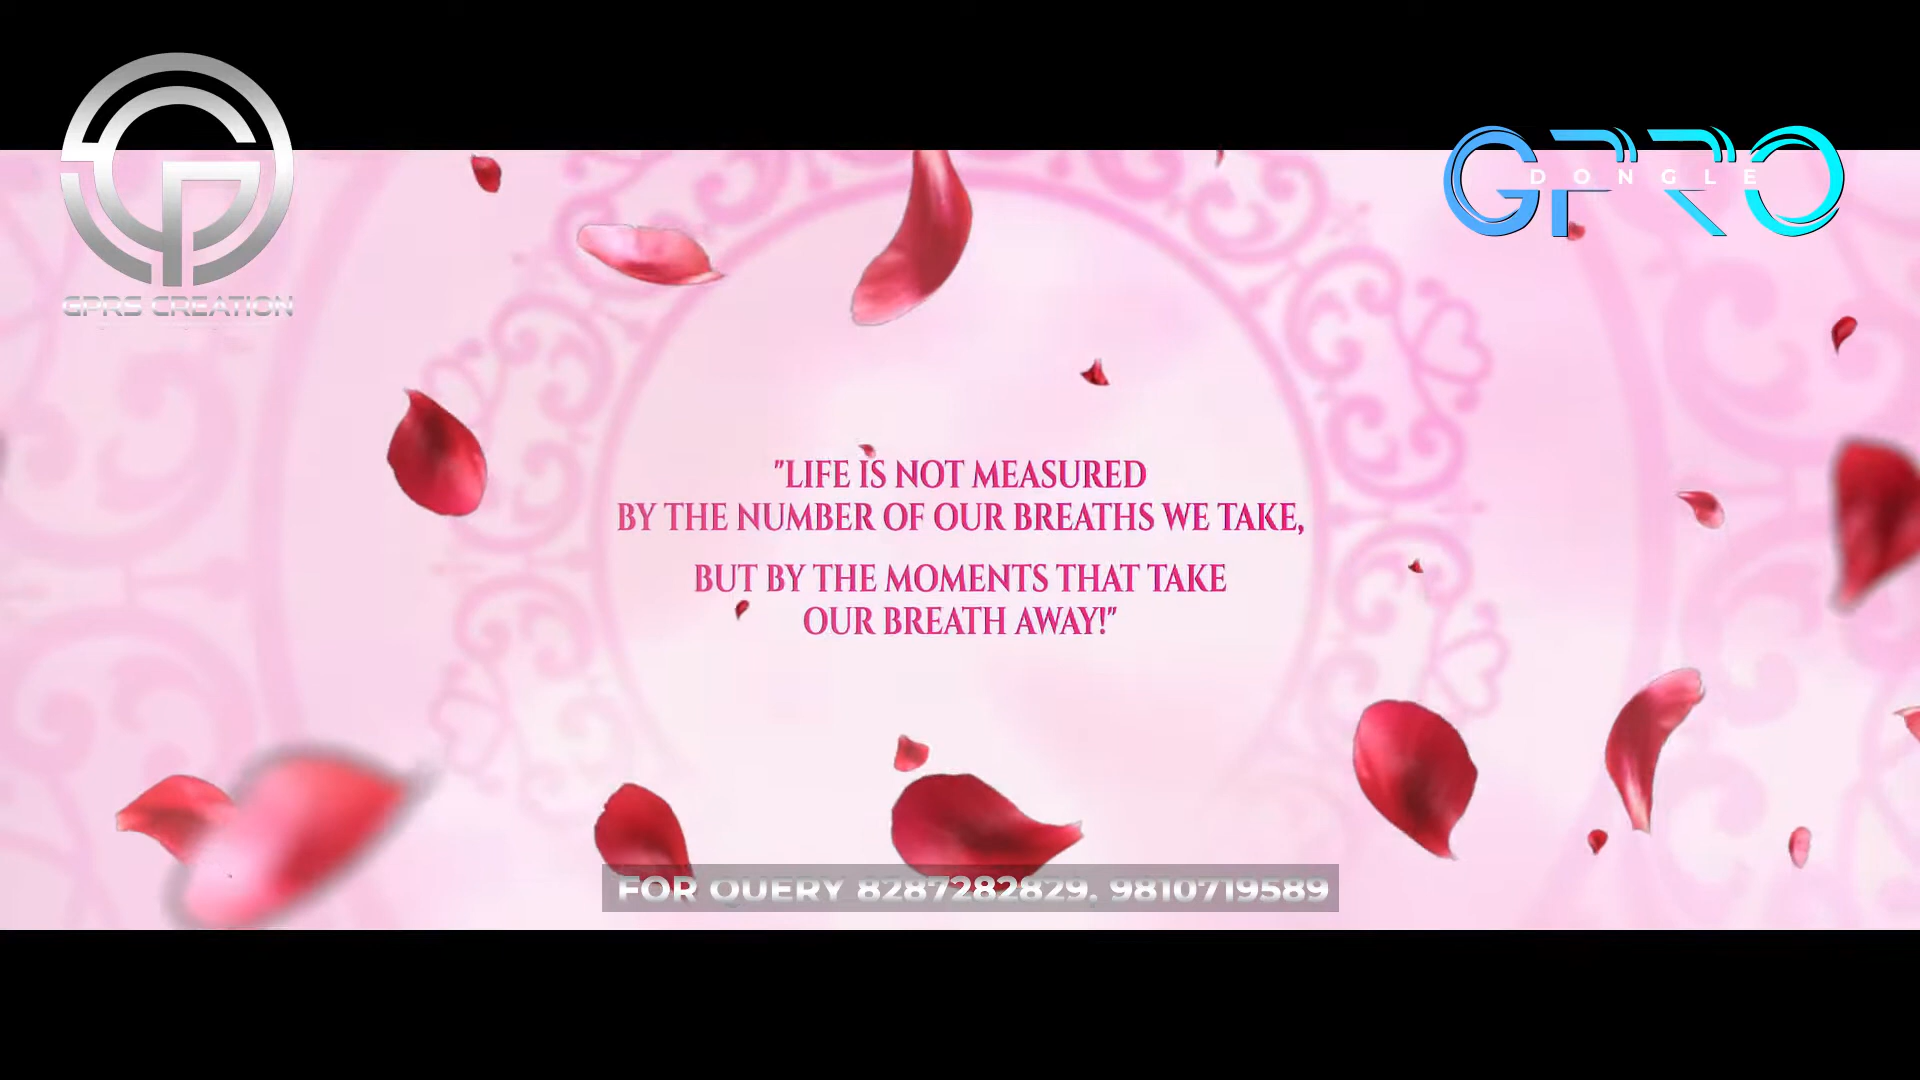 GPRS CREATION
GPRO
DONGLE
"LIFE IS NOT MEASURED
BY THE NUMBER OF OUR BREATHS WE TAKE,
BUT BY THE MOMENTS THAT TAKE
OUR BREATH AWAY!"
FOR QUERY 8287282829, 9810719589